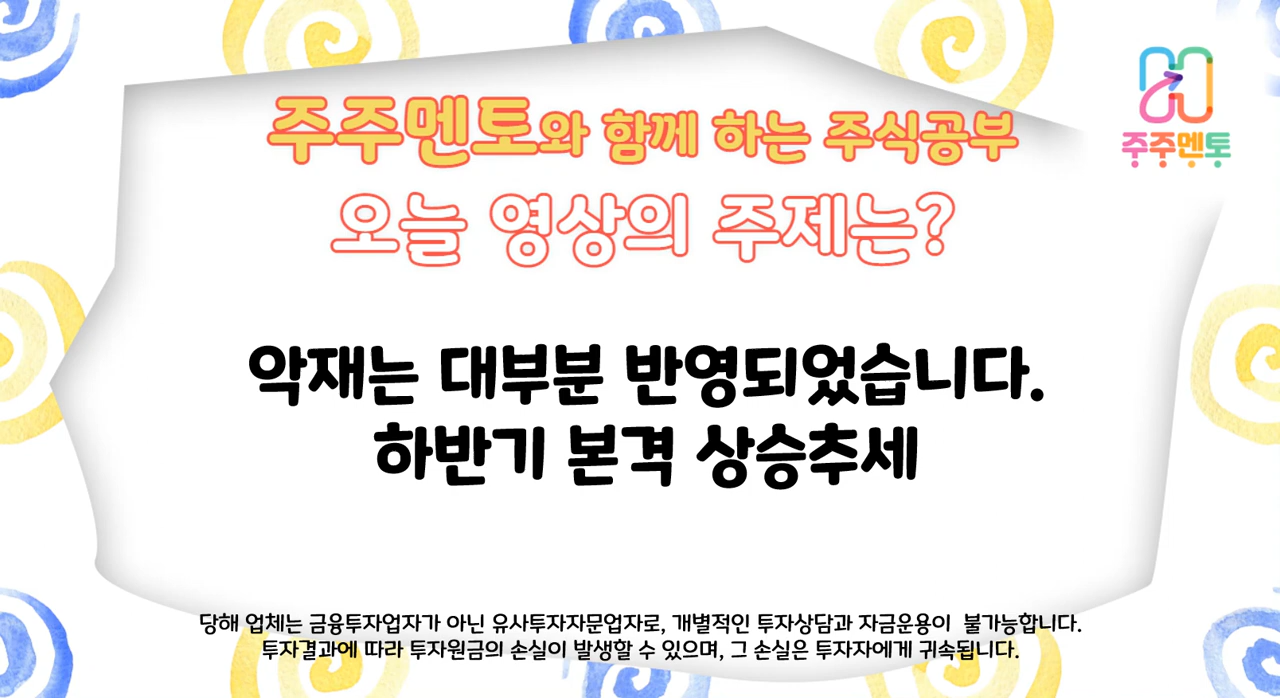 주주멘토와 함께 하는 주식공부
주주멘토
오늘 영상의 주제는?
악재는 대부분 반영되었습니다.
하반기 본격 상승추세
당해 업체는 금융투자업자가 아닌 유사투자자문업자로, 개별적인 투자상담과 자금운용이 불가능합니다.
투자결과에 따라 투자원금의 손실이 발생할 수 있으며, 그 손실은 투자자에게 귀속됩니다.